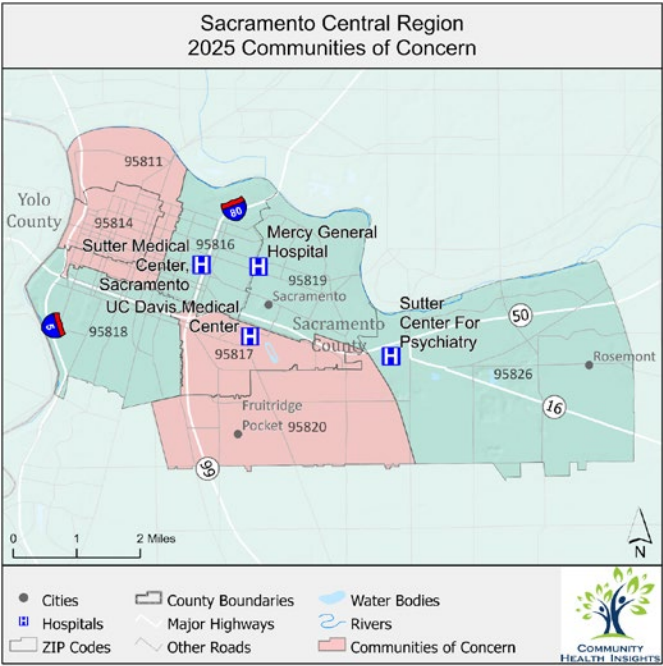 Sacramento Central Region
2025 Communities of Concern
95811
Yolo
County
95814
80
Sutter Medical
Center,
Sacramento
95816
Mercy General
Hospital
95819
Sacramento
UC Davis Medical
Center
Sacramento
County
Sutter
Center For
Psychiatry
50
5
95818
95817
Rosemont
95826
16
Fruitridge
Pocket
95820
99
0 1 2 Miles
N
Cities
County Boundaries
Water Bodies
Hospitals
Major Highways
Rivers
ZIP Codes
Other Roads
Communities of Concern
H
H
H
H
H
COMMUNITY
HEALTH INSIGHTS